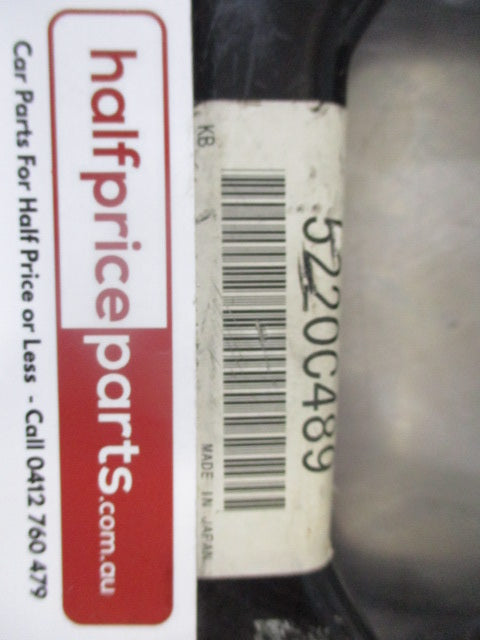 halfpriceparts.com.au
Car Parts For Half Price or Less - Call 0412 760 479
KB
5220C489
MADE IN JAPAN